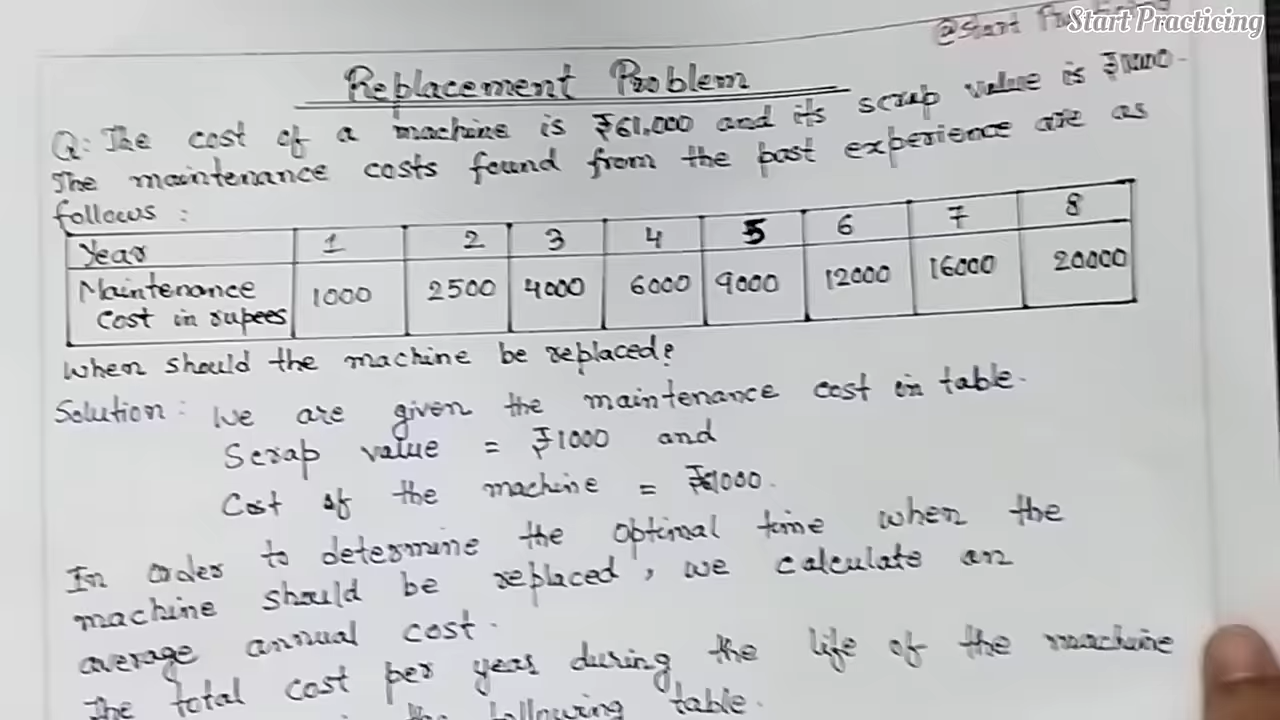 Start Practicing
@Start
Replacement Problem
Q: The cost of a machine is ₹61,000 and its scrap value is ₹1000.
The maintenance costs found from the past experience are as
follows :
Year 1 2 3 4 5 6 7 8
Maintenance
Cost in rupees 1000 2500 4000 6000 9000 12000 16000 20000
When should the machine be replaced?
Solution: We are given the maintenance cost in table.
Scrap value = ₹1000 and
Cost of the machine = ₹61000.
In order to determine the optimal time when the
machine should be replaced, we calculate an
average annual cost.
The total cost per year during the life of the machine
the following table.